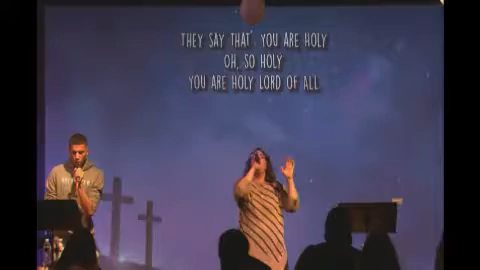 THEY SAY THAT' YOU ARE HOLY
OH, SO HOLY
YOU ARE HOLY LORD OF ALL